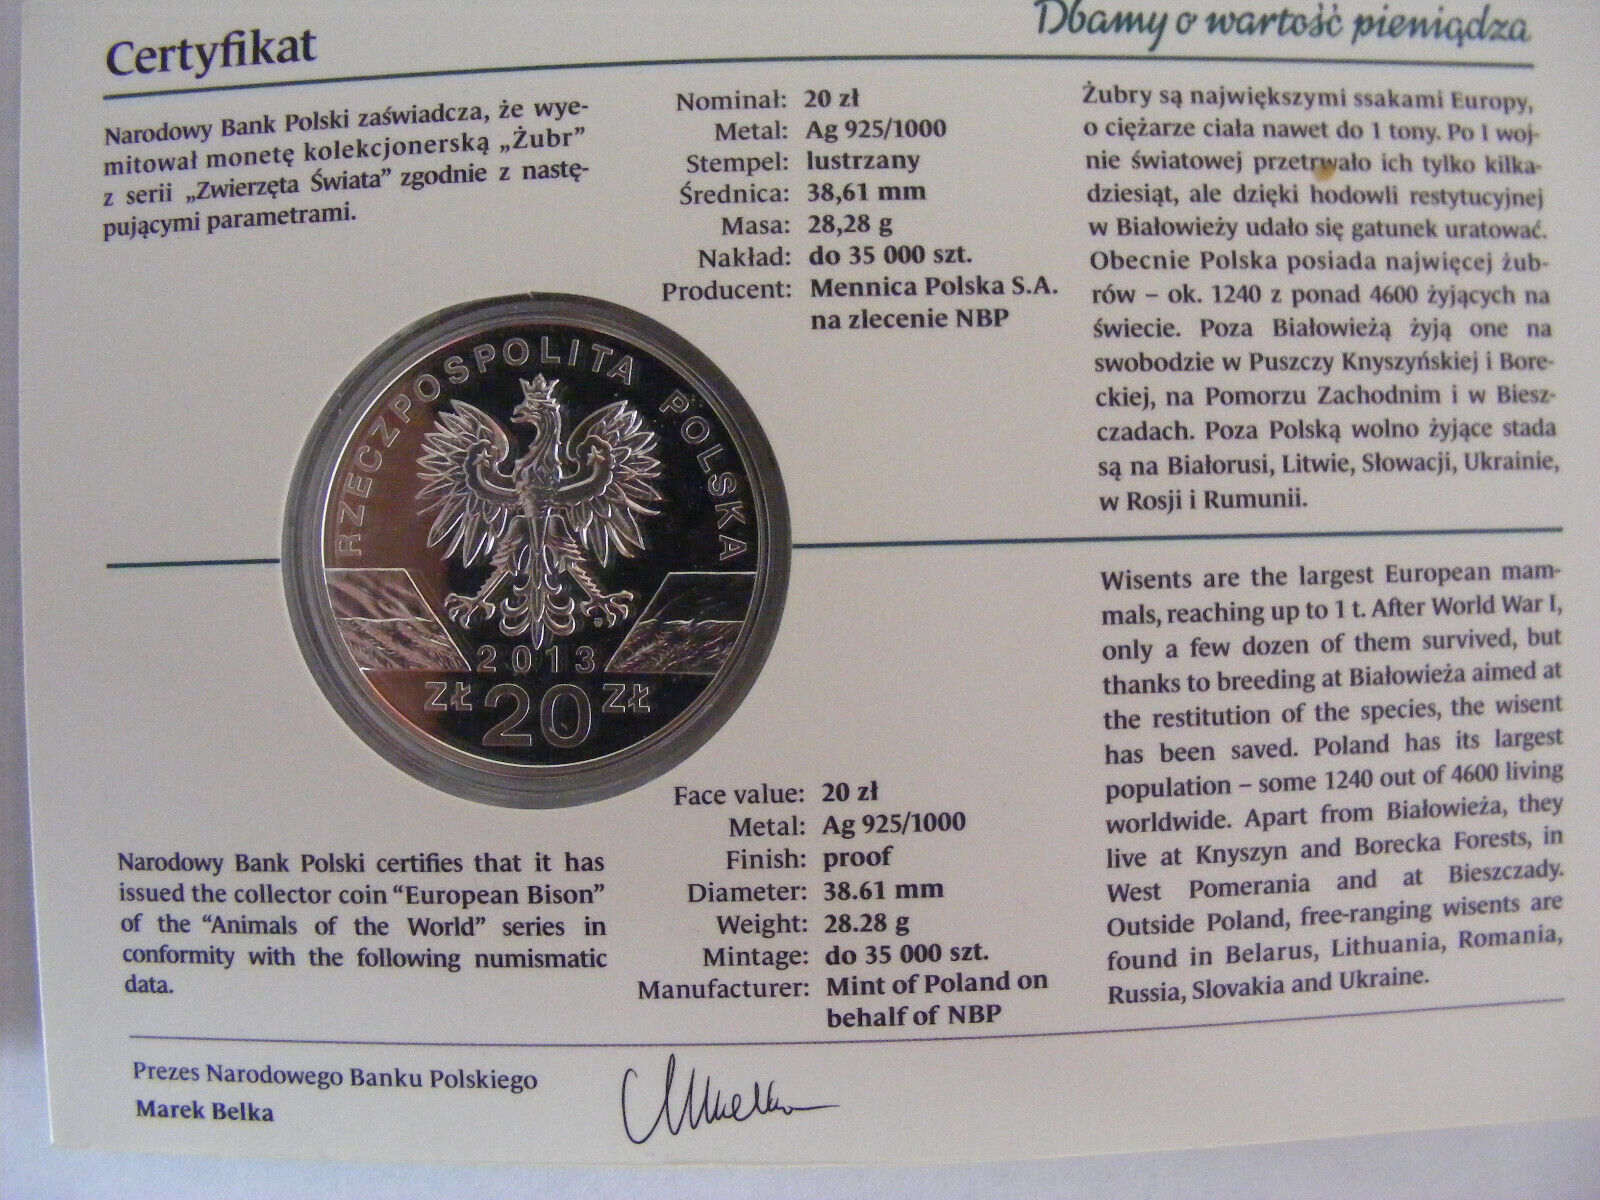 Certyfikat
Dbamy o wartość pieniądza
Narodowy Bank Polski zaświadcza, że wye-
mitował monetę kolekcjonerską „Żubr”
z serii „Zwierzęta Świata” zgodnie z nastę-
pującymi parametrami.
Nominał: 20 zł
Metal: Ag 925/1000
Stempel: lustrzany
Średnica: 38,61 mm
Masa: 28,28 g
Nakład: do 35 000 szt.
Producent: Mennica Polska S.A.
na zlecenie NBP
Żubry są największymi ssakami Europy,
o ciężarze ciała nawet do 1 tony. Po I woj-
nie światowej przetrwało ich tylko kilka-
dziesiąt, ale dzięki hodowli restytucyjnej
w Białowieży udało się gatunek uratować.
Obecnie Polska posiada najwięcej żub-
rów – ok. 1240 z ponad 4600 żyjących na
świecie. Poza Białowieżą żyją one na
swobodzie w Puszczy Knyszyńskiej i Bore-
ckiej, na Pomorzu Zachodnim i w Biesz-
czadach. Poza Polską wolno żyjące stada
są na Białorusi, Litwie, Słowacji, Ukrainie,
w Rosji i Rumunii.
RZECZPOSPOLITA POLSKA
2013
ZŁ 20 ZŁ
Narodowy Bank Polski certifies that it has
issued the collector coin “European Bison”
of the “Animals of the World” series in
conformity with the following numismatic
data.
Face value: 20 zł
Metal: Ag 925/1000
Finish: proof
Diameter: 38.61 mm
Weight: 28.28 g
Mintage: do 35 000 szt.
Manufacturer: Mint of Poland on
behalf of NBP
Wisents are the largest European mam-
mals, reaching up to 1 t. After World War I,
only a few dozen of them survived, but
thanks to breeding at Białowieża aimed at
the restitution of the species, the wisent
has been saved. Poland has its largest
population – some 1240 out of 4600 living
worldwide. Apart from Białowieża, they
live at Knyszyn and Borecka Forests, in
West Pomerania and at Bieszczady.
Outside Poland, free-ranging wisents are
found in Belarus, Lithuania, Romania,
Russia, Slovakia and Ukraine.
Prezes Narodowego Banku Polskiego
Marek Belka